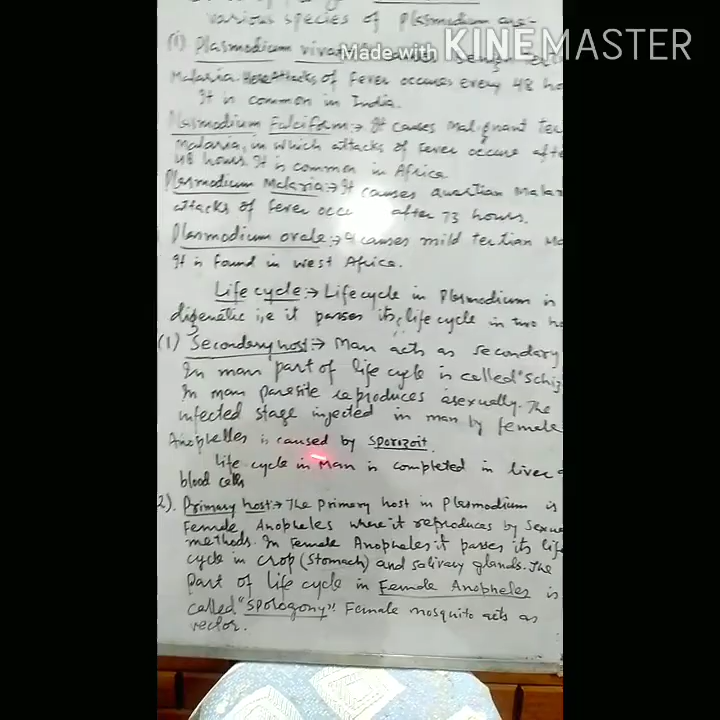 various species of Plasmodium are-
Made with KINEMASTER
(i) Plasmodium vivax
Malaria. Here Attacks of Fever occures every 48 ho
It is common in India.
Plasmodium Falciform:→ It causes Malignant Ter
Malaria, in which attacks of Fever occure afte
48 hours. It is common in Africa
Plasmodium Malaria:→ It causes quartian Malar
attacks of Fever occu after 73 hours.
Plasmodium ovale:→ It causes mild tertian Ma
It is found in west Africa.
Life cycle:→ Life cycle in Plasmodium is
digenetic i,e it passes its life cycle in two ho
(1) Secondary host:→ Man acts as secondary
In man part of life cycle is called "Schiz
In man parasite reproduces asexually. The
infected stage injected in man by female
Anophelles is caused by sporizoit.
Life cycle in Man is completed in liver
blood cells
2). Primary host:→ The Primary host in Plasmodium is
Female Anopheles where it reproduces by Sexua
methods. In Female Anopheles it passes its lif
cycle in crop (Stomach) and salivary glands. The
part of life cycle in Female Anopheles is
called "Sporogony". Female mosquito acts as
vector.